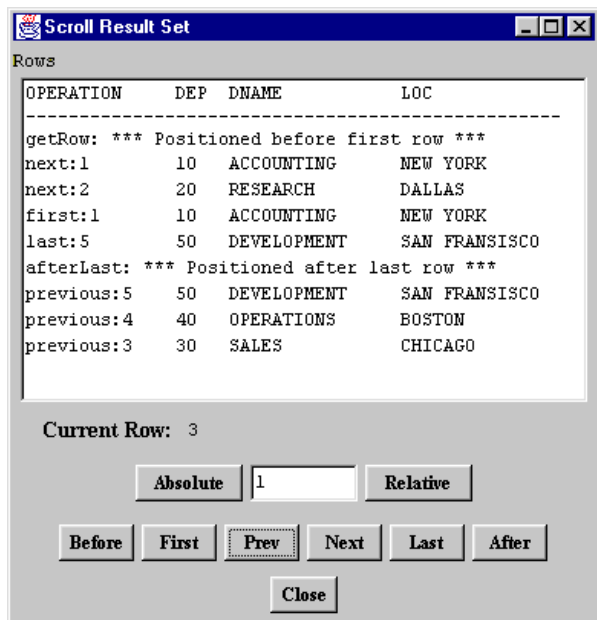 Scroll Result Set
Rows
OPERATION DEP DNAME LOC
----------------------------------------------------
getRow: *** Positioned before first row ***
next:1 10 ACCOUNTING NEW YORK
next:2 20 RESEARCH DALLAS
first:1 10 ACCOUNTING NEW YORK
last:5 50 DEVELOPMENT SAN FRANSISCO
afterLast: *** Positioned after last row ***
previous:5 50 DEVELOPMENT SAN FRANSISCO
previous:4 40 OPERATIONS BOSTON
previous:3 30 SALES CHICAGO
Current Row: 3
Absolute 1 Relative
Before First Prev Next Last After
Close